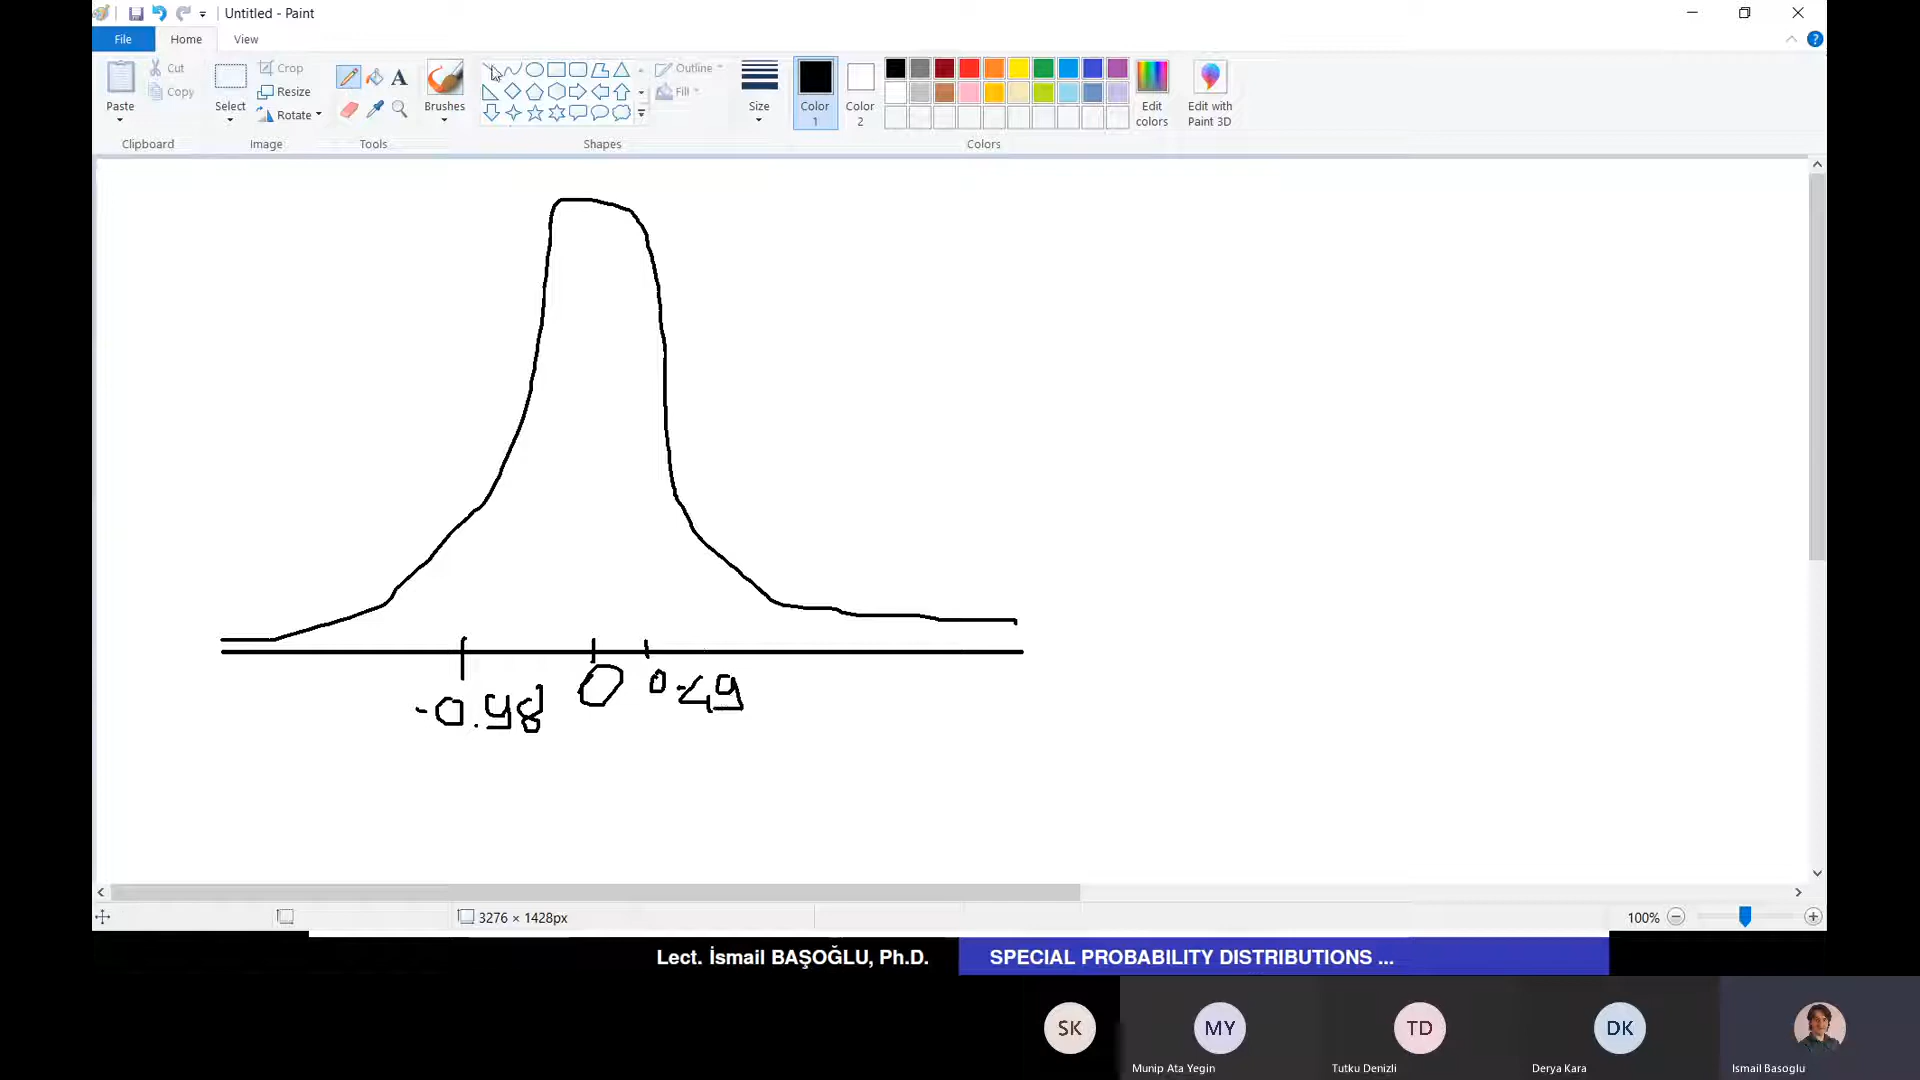 Untitled - Paint
File Home View
Cut
Copy
Paste
Clipboard
Crop
Resize
Rotate
Select
Image
Tools
Brushes
Outline
Fill
Shapes
Size
Color 1
Color 2
Edit colors
Edit with Paint 3D
Colors
-0.98 0 0.49
3276 × 1428px
100%
Lect. İsmail BAŞOĞLU, Ph.D. SPECIAL PROBABILITY DISTRIBUTIONS ...
SK MY TD DK
Munip Ata Yegin Tutku Denizli Derya Kara Ismail Basoglu